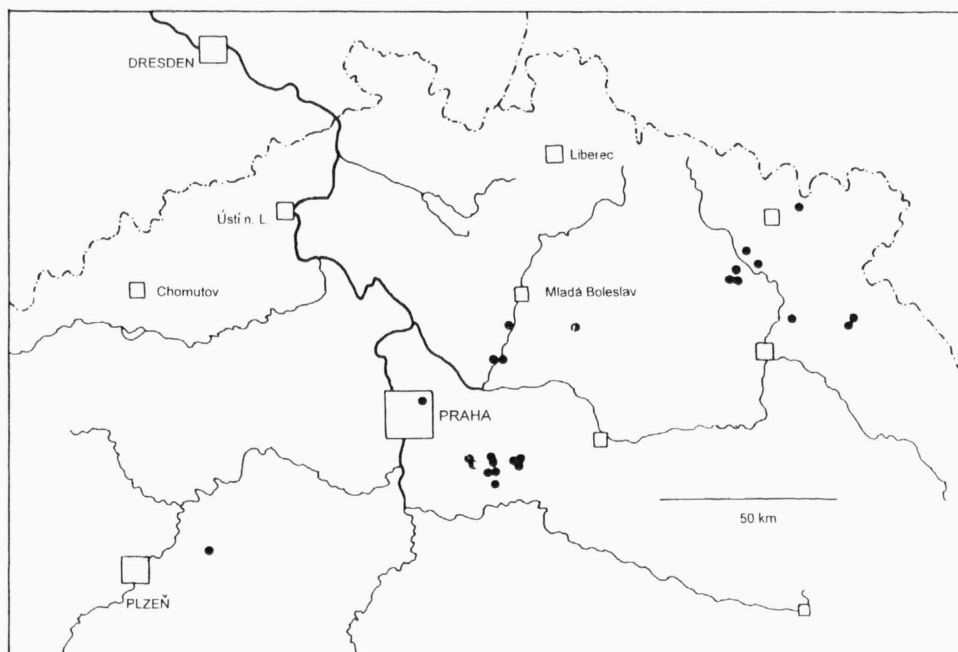 DRESDEN
Liberec
Ústí n. L.
Chomutov
Mladá Boleslav
PRAHA
50 km
PLZEŇ